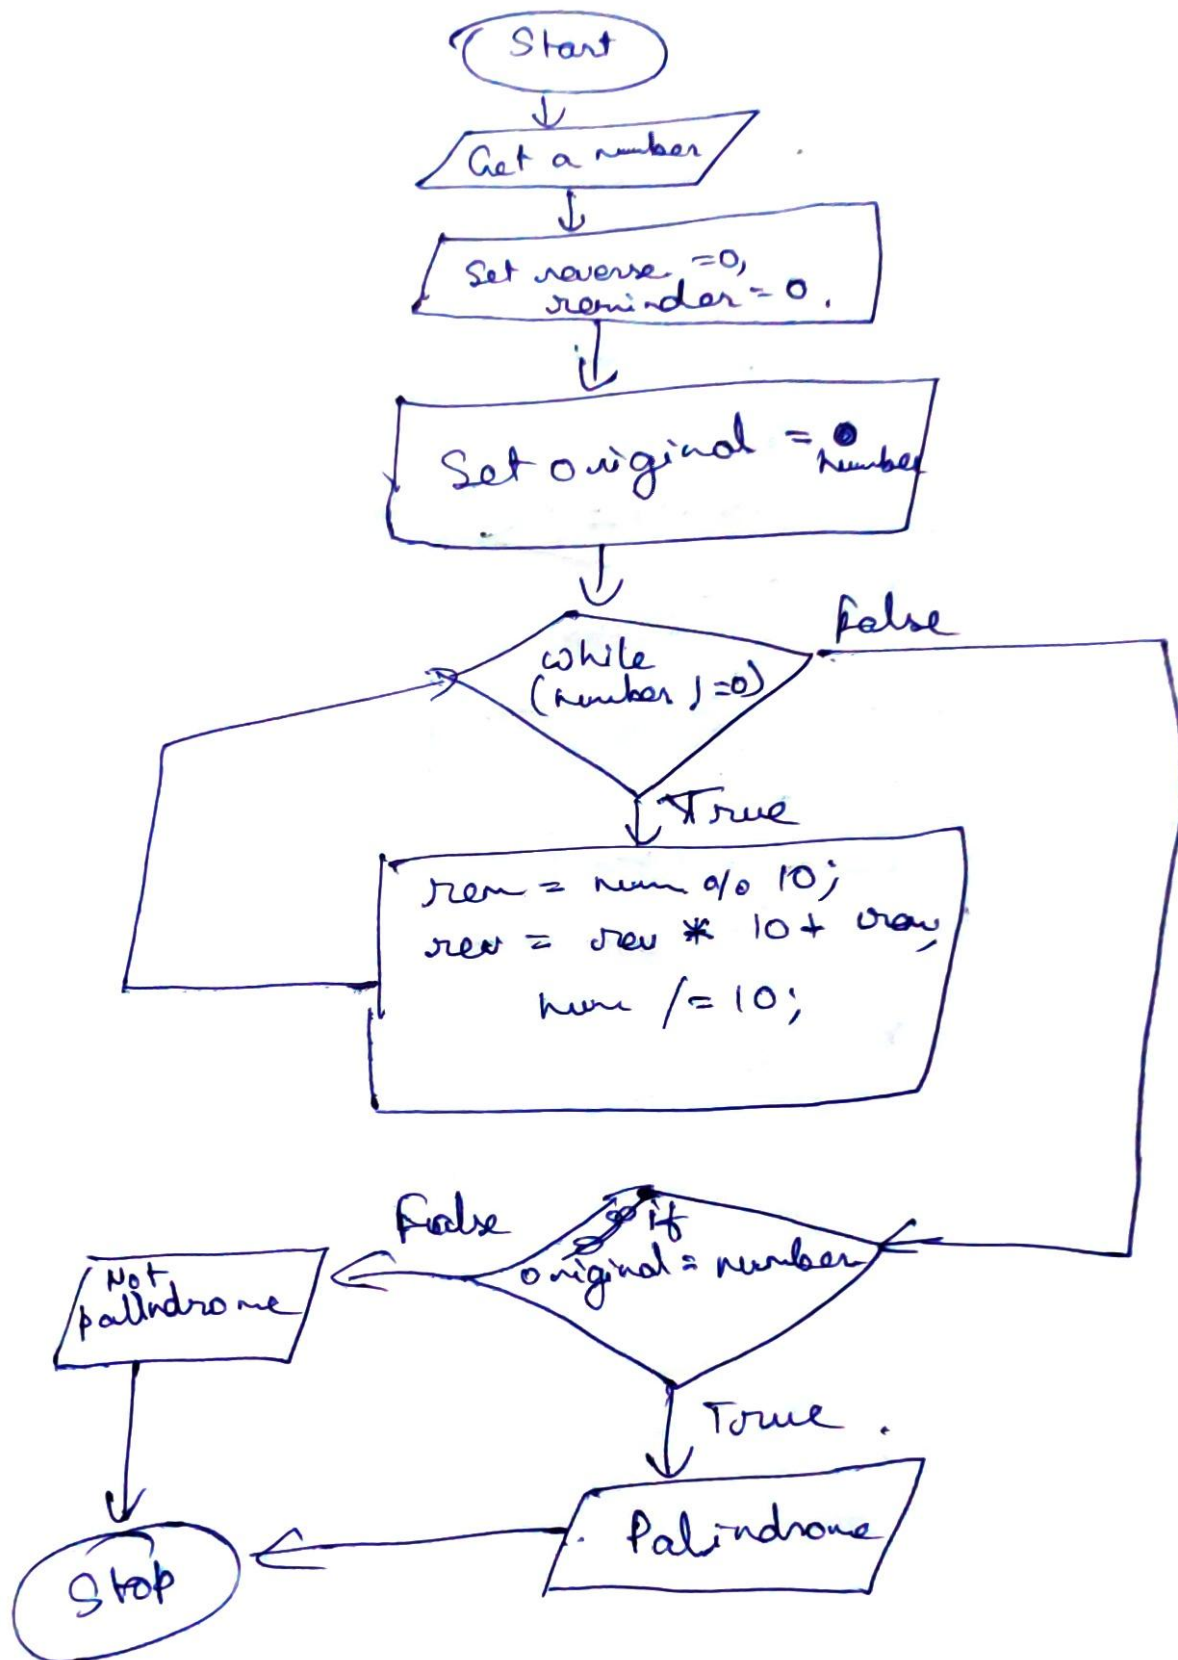 Start
Get a number
Set reverse =0,
reminder = 0.
Set original =
number
False
while
(number != 0)
True
rem = num % 10;
rev = rev * 10 + rem;
num /= 10;
False
if
original = number
Not
palindrome
True
Palindrome
Stop